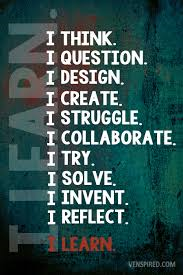 I LEARN.
I THINK.
I QUESTION.
I DESIGN.
I CREATE.
I STRUGGLE.
I COLLABORATE.
I TRY.
I SOLVE.
I INVENT.
I REFLECT.
I LEARN.
VENSPIRED.COM